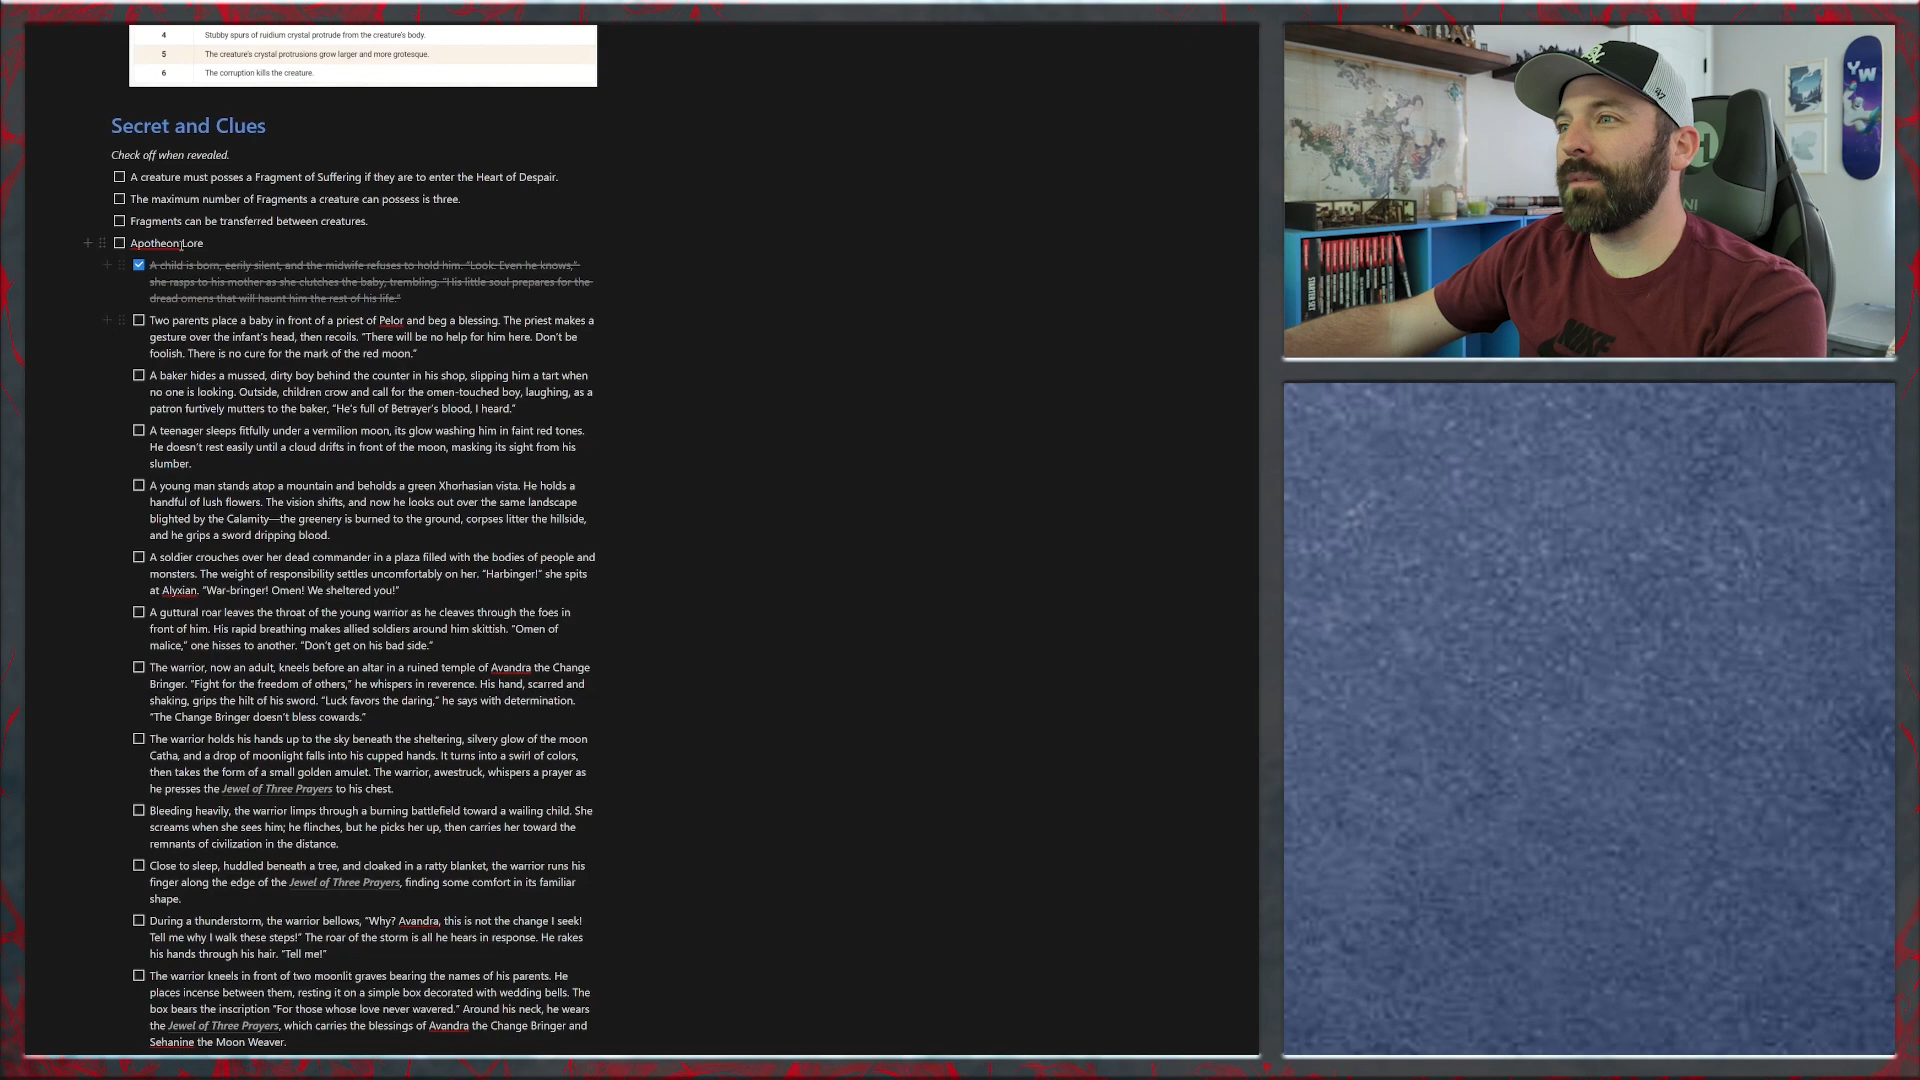 4 Stubby spurs of ruidium crystal protrude from the creature's body.
5 The creature's crystal protrusions grow larger and more grotesque.
6 The corruption kills the creature.
Secret and Clues
Check off when revealed.
A creature must posses a Fragment of Suffering if they are to enter the Heart of Despair.
The maximum number of Fragments a creature can possess is three.
Fragments can be transferred between creatures.
Apotheon Lore
A child is born, eerily silent, and the midwife refuses to hold him. "Look. Even he knows,"
she rasps to his mother as she clutches the baby, trembling. "His little soul prepares for the
dread omens that will haunt him the rest of his life."
Two parents place a baby in front of a priest of Pelor and beg a blessing. The priest makes a
gesture over the infant's head, then recoils. "There will be no help for him here. Don't be
foolish. There is no cure for the mark of the red moon."
A baker hides a mussed, dirty boy behind the counter in his shop, slipping him a tart when
no one is looking. Outside, children crow and call for the omen-touched boy, laughing, as a
patron furtively mutters to the baker, "He's full of Betrayer's blood, I heard."
A teenager sleeps fitfully under a vermilion moon, its glow washing him in faint red tones.
He doesn't rest easily until a cloud drifts in front of the moon, masking its sight from his
slumber.
A young man stands atop a mountain and beholds a green Xhorhasian vista. He holds a
handful of lush flowers. The vision shifts, and now he looks out over the same landscape
blighted by the Calamity—the greenery is burned to the ground, corpses litter the hillside,
and he grips a sword dripping blood.
A soldier crouches over her dead commander in a plaza filled with the bodies of people and
monsters. The weight of responsibility settles uncomfortably on her. "Harbinger!" she spits
at Alyxian. "War-bringer! Omen! We sheltered you!"
A guttural roar leaves the throat of the young warrior as he cleaves through the foes in
front of him. His rapid breathing makes allied soldiers around him skittish. "Omen of
malice," one hisses to another. "Don't get on his bad side."
The warrior, now an adult, kneels before an altar in a ruined temple of Avandra the Change
Bringer. "Fight for the freedom of others," he whispers in reverence. His hand, scarred and
shaking, grips the hilt of his sword. "Luck favors the daring," he says with determination.
"The Change Bringer doesn't bless cowards."
The warrior holds his hands up to the sky beneath the sheltering, silvery glow of the moon
Catha, and a drop of moonlight falls into his cupped hands. It turns into a swirl of colors,
then takes the form of a small golden amulet. The warrior, awestruck, whispers a prayer as
he presses the Jewel of Three Prayers to his chest.
Bleeding heavily, the warrior limps through a burning battlefield toward a wailing child. She
screams when she sees him; he flinches, but he picks her up, then carries her toward the
remnants of civilization in the distance.
Close to sleep, huddled beneath a tree, and cloaked in a ratty blanket, the warrior runs his
finger along the edge of the Jewel of Three Prayers, finding some comfort in its familiar
shape.
During a thunderstorm, the warrior bellows, "Why? Avandra, this is not the change I seek!
Tell me why I walk these steps!" The roar of the storm is all he hears in response. He rakes
his hands through his hair. "Tell me!"
The warrior kneels in front of two moonlit graves bearing the names of his parents. He
places incense between them, resting it on a simple box decorated with wedding bells. The
box bears the inscription "For those whose love never wavered." Around his neck, he wears
the Jewel of Three Prayers, which carries the blessings of Avandra the Change Bringer and
Sehanine the Moon Weaver.
YW
'47
NIKE